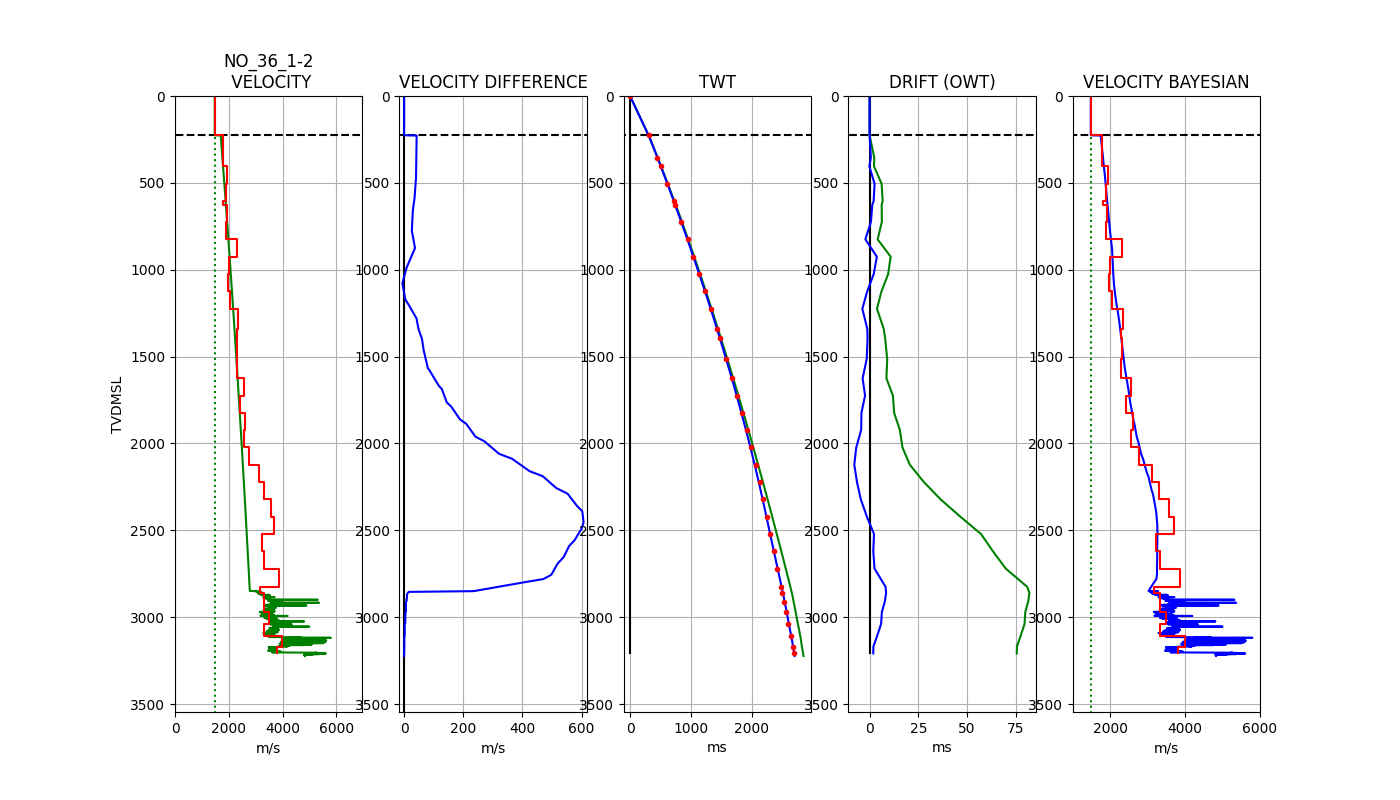 NO_36_1-2
VELOCITY
VELOCITY DIFFERENCE
TWT
DRIFT (OWT)
VELOCITY BAYESIAN
TVDMSL
0
500
1000
1500
2000
2500
3000
3500
0 2000 4000 6000
m/s
0
500
1000
1500
2000
2500
3000
3500
0 200 400 600
m/s
0
500
1000
1500
2000
2500
3000
3500
0 1000 2000
ms
0
500
1000
1500
2000
2500
3000
3500
0 25 50 75
ms
0
500
1000
1500
2000
2500
3000
3500
2000 4000 6000
m/s